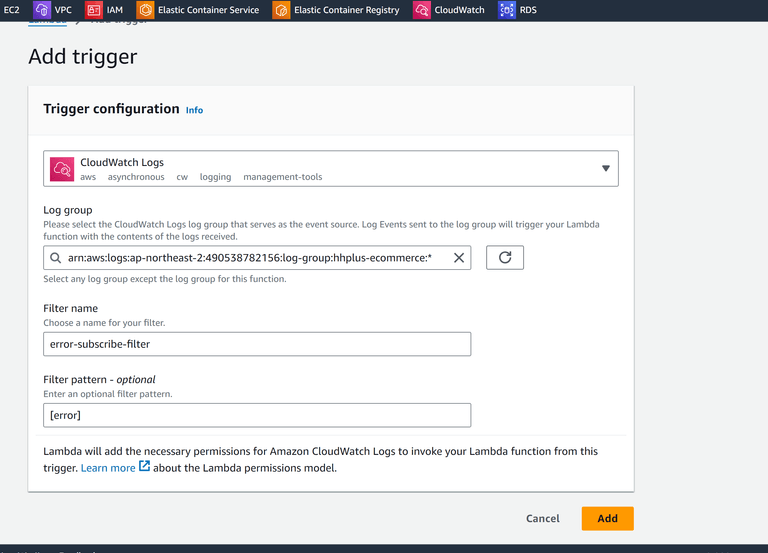 EC2 VPC IAM Elastic Container Service Elastic Container Registry CloudWatch RDS
Add trigger
Trigger configuration Info
CloudWatch Logs
aws asynchronous cw logging management-tools
Log group
Please select the CloudWatch Logs log group that serves as the event source. Log Events sent to the log group will trigger your Lambda
function with the contents of the logs received.
arn:aws:logs:ap-northeast-2:490538782156:log-group:hhplus-ecommerce:*
Select any log group except the log group for this function.
Filter name
Choose a name for your filter.
error-subscribe-filter
Filter pattern - optional
Enter an optional filter pattern.
[error]
Lambda will add the necessary permissions for Amazon CloudWatch Logs to invoke your Lambda function from this
trigger. Learn more about the Lambda permissions model.
Cancel Add